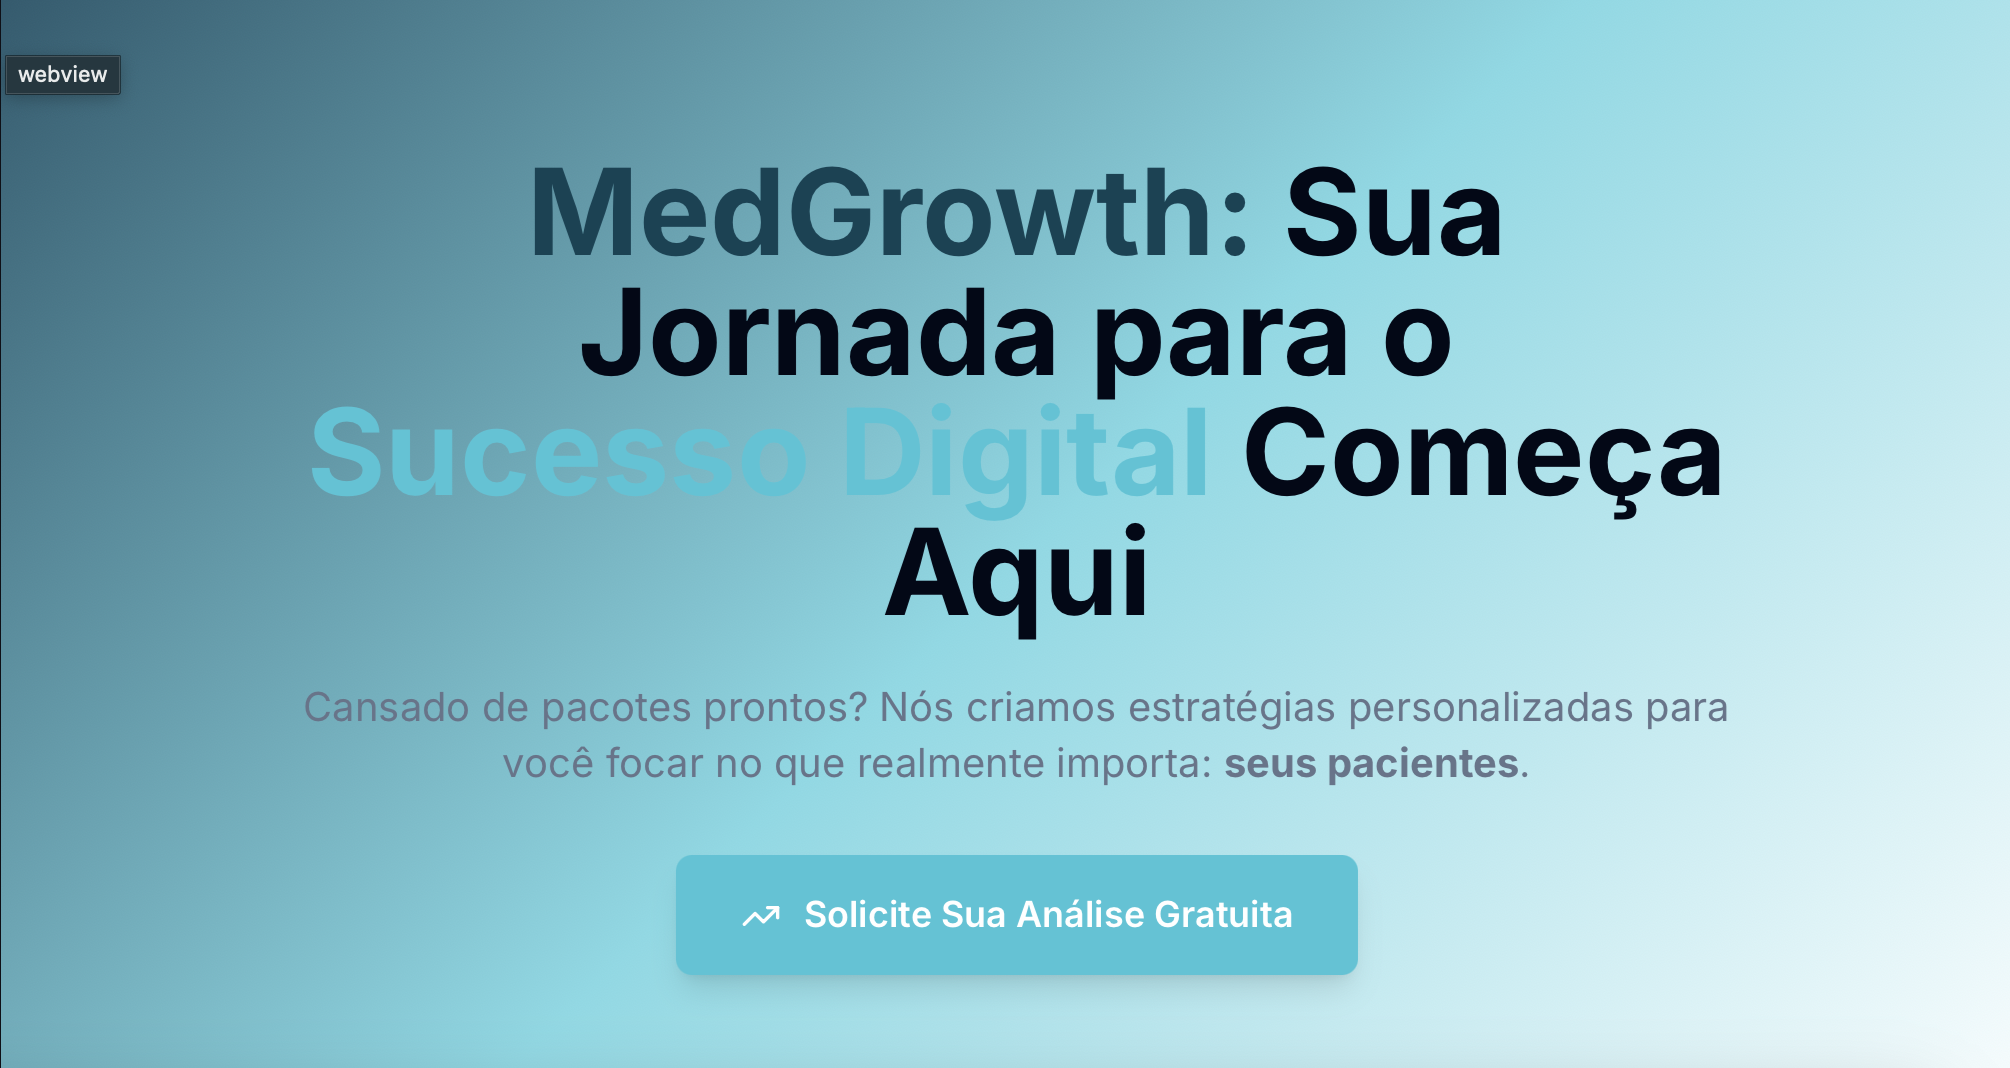 webview
MedGrowth: Sua
Jornada para o
Sucesso Digital Começa
Aqui
Cansado de pacotes prontos? Nós criamos estratégias personalizadas para
você focar no que realmente importa: seus pacientes.
Solicite Sua Análise Gratuita